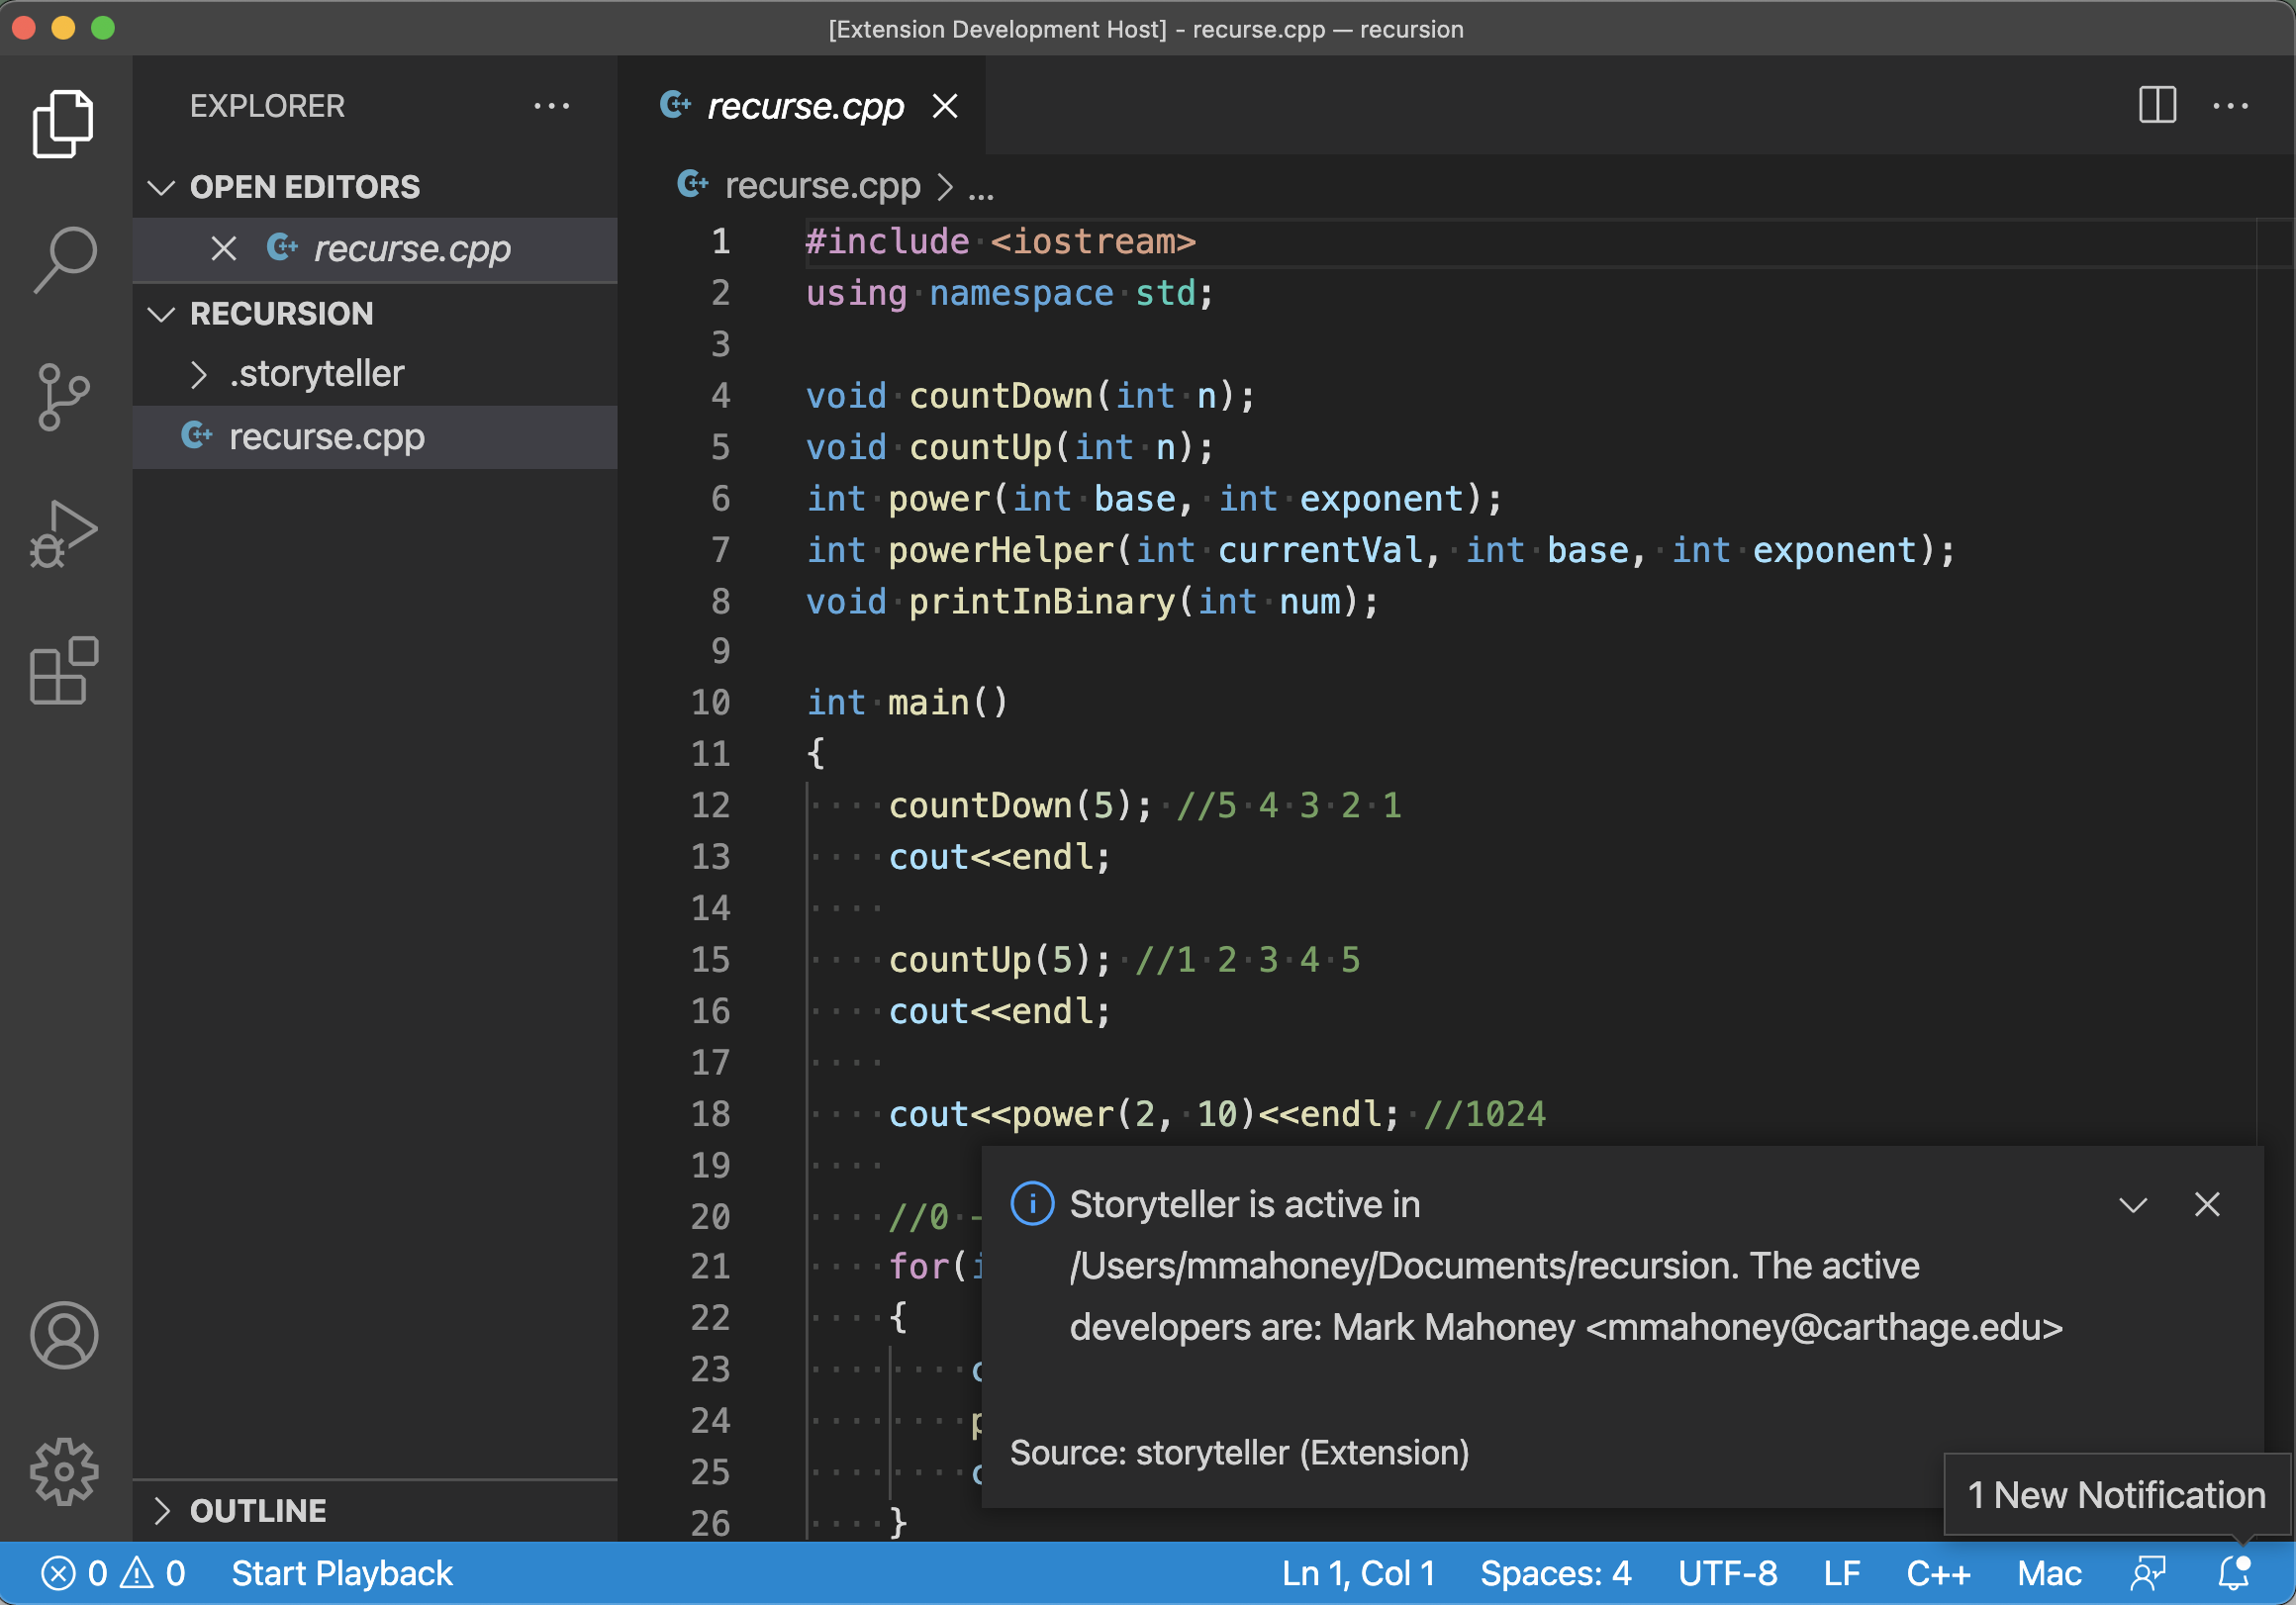 [Extension Development Host] - recurse.cpp — recursion
EXPLORER
OPEN EDITORS
recurse.cpp
RECURSION
.storyteller
recurse.cpp
OUTLINE
recurse.cpp
recurse.cpp > ...
1 #include <iostream>
2 using namespace std;
3
4 void countDown(int n);
5 void countUp(int n);
6 int power(int base, int exponent);
7 int powerHelper(int currentVal, int base, int exponent);
8 void printInBinary(int num);
9
10 int main()
11 {
12     countDown(5); //5 4 3 2 1
13     cout<<endl;
14
15     countUp(5); //1 2 3 4 5
16     cout<<endl;
17
18     cout<<power(2, 10)<<endl; //1024
19
20     //0 -
21     for(i
22     {
23         c
24         p
25         c
26     }
Storyteller is active in
/Users/mmahoney/Documents/recursion. The active
developers are: Mark Mahoney <mmahoney@carthage.edu>
Source: storyteller (Extension)
1 New Notification
0 0 Start Playback
Ln 1, Col 1 Spaces: 4 UTF-8 LF C++ Mac